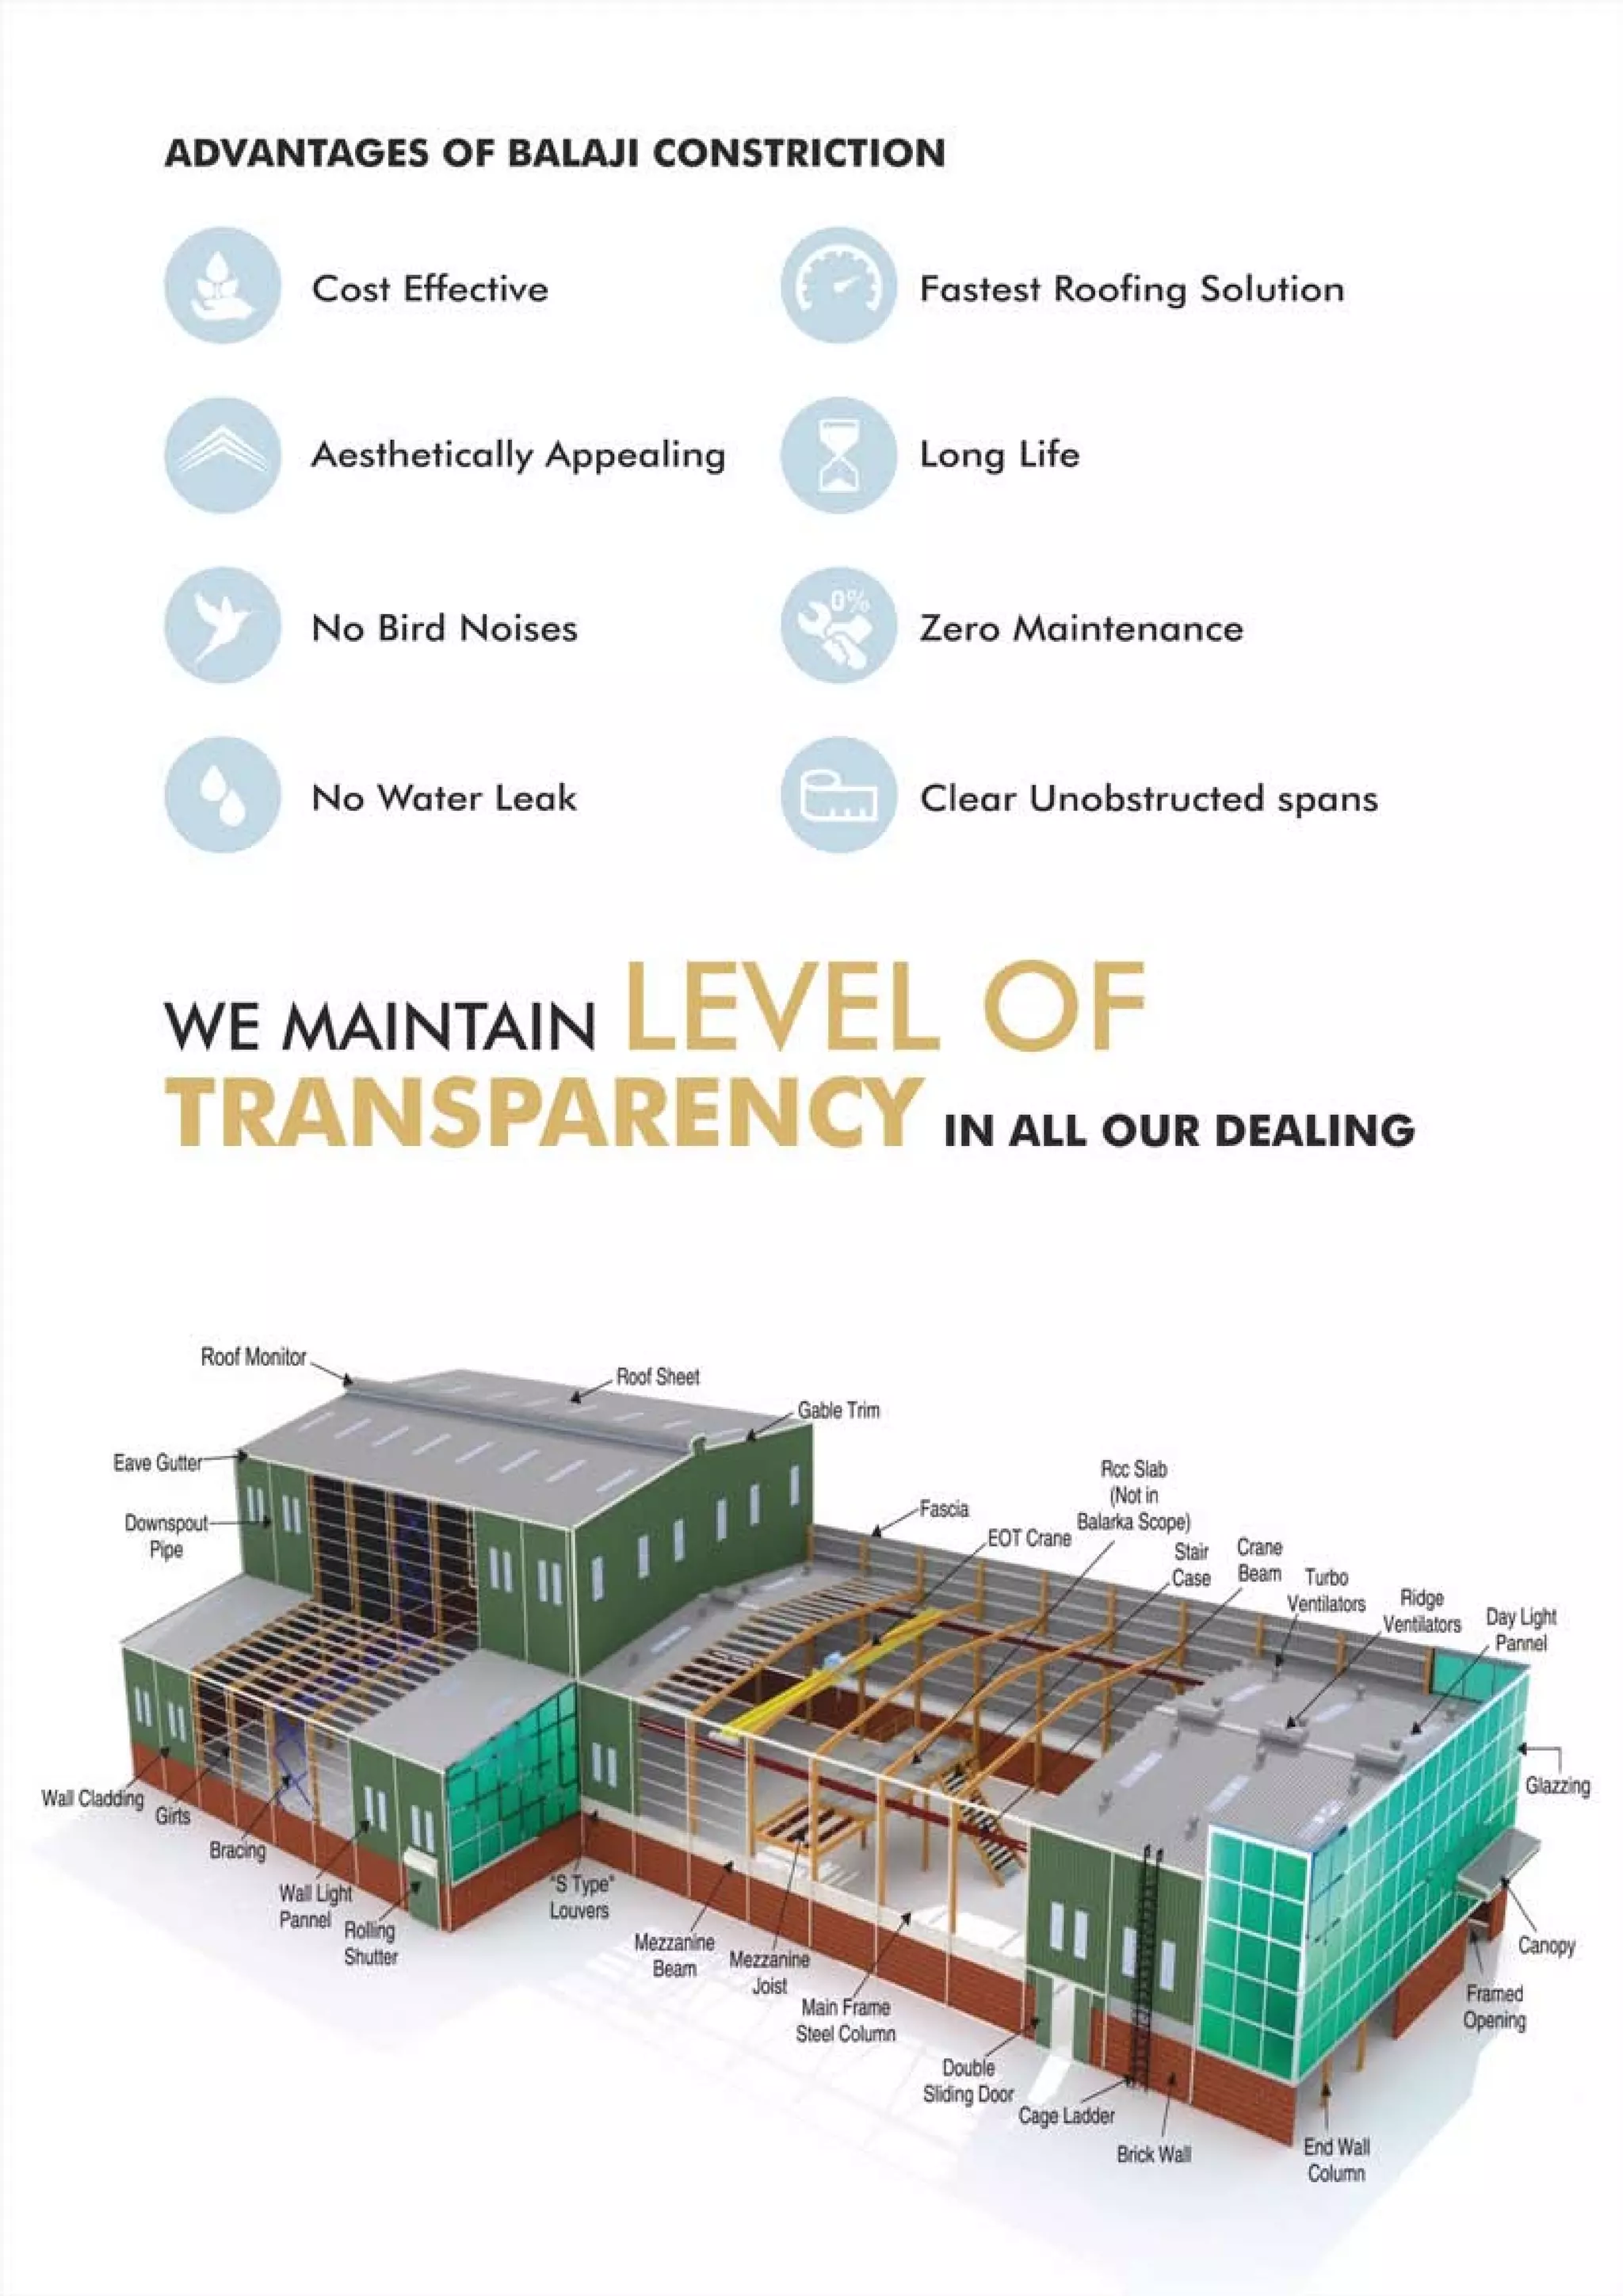 ADVANTAGES OF BALAJI CONSTRICTION
Cost Effective
Fastest Roofing Solution
Aesthetically Appealing
Long Life
No Bird Noises
0%
Zero Maintenance
No Water Leak
Clear Unobstructed spans
WE MAINTAIN LEVEL OF
TRANSPARENCY IN ALL OUR DEALING
Roof Monitor
Roof Sheet
Gable Trim
Eave Gutter
Downspout
Pipe
Fascia
EOT Crane
Rcc Slab
(Not in
Balarka Scope)
Stair
Case
Crane
Beam
Turbo
Ventilators
Ridge
Ventilators
Day Light
Pannel
Wall Cladding
Girts
Bracing
Wall Light
Pannel
Rolling
Shutter
"S Type"
Louvers
Mezzanine
Beam
Mezzanine
Joist
Main Frame
Steel Column
Double
Sliding Door
Cage Ladder
Brick Wall
End Wall
Column
Framed
Opening
Canopy
Glazzing